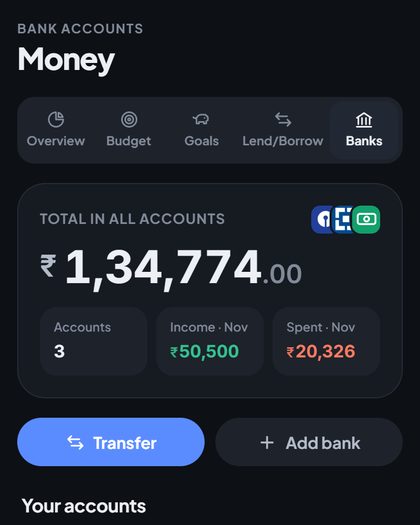 BANK ACCOUNTS
Money
Overview Budget Goals Lend/Borrow Banks
TOTAL IN ALL ACCOUNTS
₹ 1,34,774.00
Accounts Income · Nov Spent · Nov
3 ₹50,500 ₹20,326
Transfer + Add bank
Your accounts